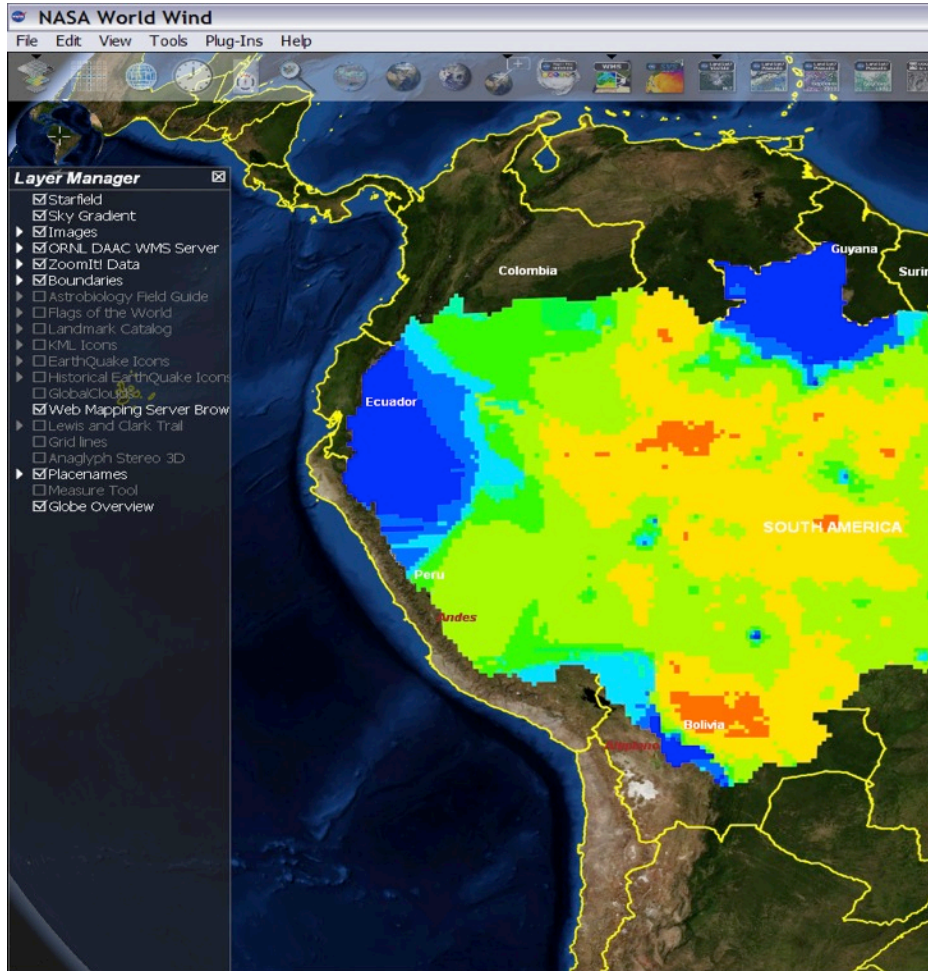 NASA World Wind
File Edit View Tools Plug-Ins Help
WMS
Layer Manager
Starfield
Sky Gradient
Images
ORNL DAAC WMS Server
ZoomIt! Data
Boundaries
Astrobiology Field Guide
Flags of the World
Landmark Catalog
KML Icons
EarthQuake Icons
Historical EarthQuake Icons
GlobalClouds
Web Mapping Server Brow
Lewis and Clark Trail
Grid lines
Anaglyph Stereo 3D
Placenames
Measure Tool
Globe Overview
Guyana
Surir
Colombia
Ecuador
SOUTH AMERICA
Peru
Andes
Bolivia
Altiplano